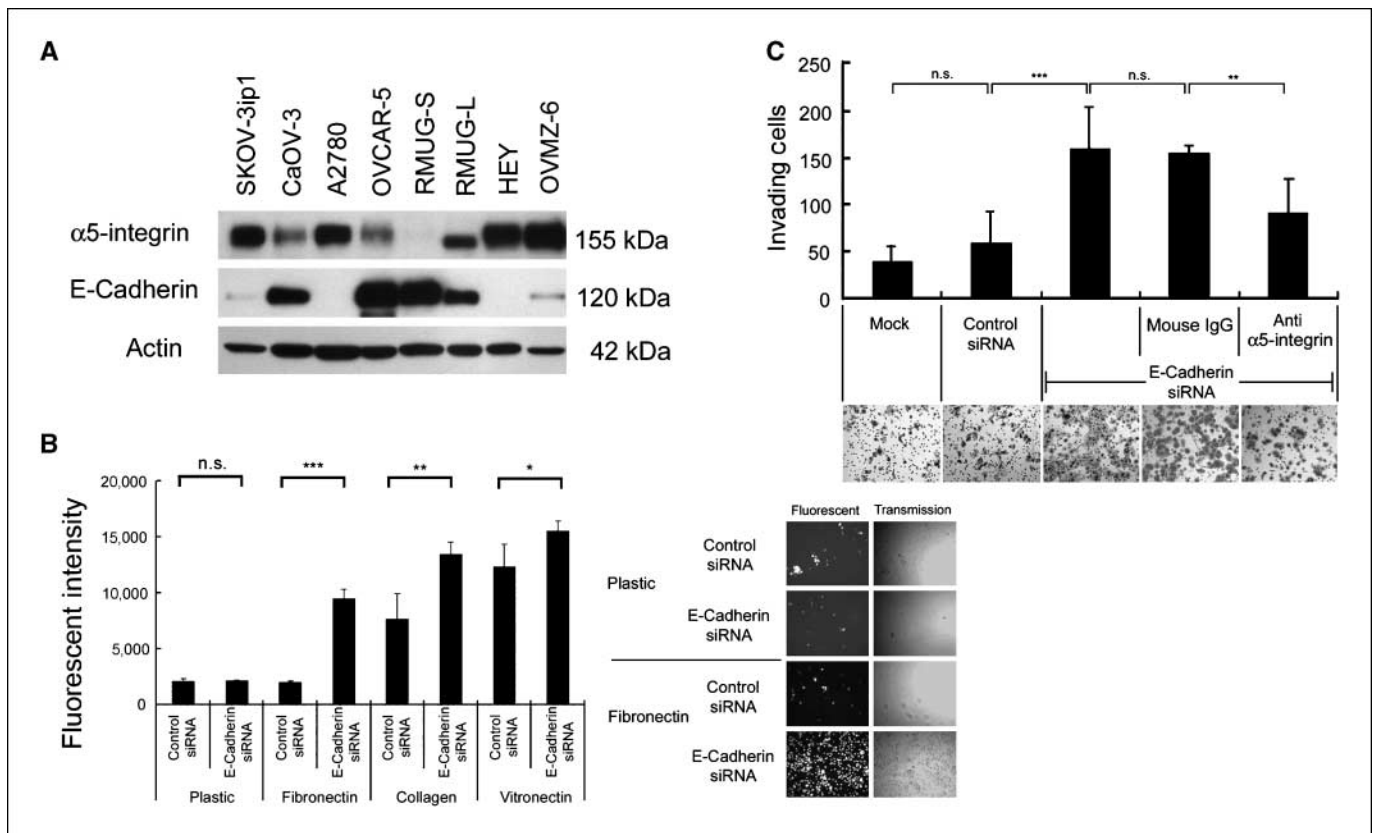 A
SKOV-3ip1
CaOV-3
A2780
OVCAR-5
RMUG-S
RMUG-L
HEY
OVMZ-6
α5-integrin
155 kDa
E-Cadherin
120 kDa
Actin
42 kDa
B
Fluorescent intensity
20,000
15,000
10,000
5,000
0
n.s.
***
**
*
Control
siRNA
E-Cadherin
siRNA
Control
siRNA
E-Cadherin
siRNA
Control
siRNA
E-Cadherin
siRNA
Control
siRNA
E-Cadherin
siRNA
Plastic
Fibronectin
Collagen
Vitronectin
Fluorescent
Transmission
Plastic
Control
siRNA
E-Cadherin
siRNA
Fibronectin
Control
siRNA
E-Cadherin
siRNA
C
Invading cells
250
200
150
100
50
0
n.s.
***
n.s.
**
Mock
Control
siRNA
Mouse IgG
Anti
α5-integrin
E-Cadherin
siRNA